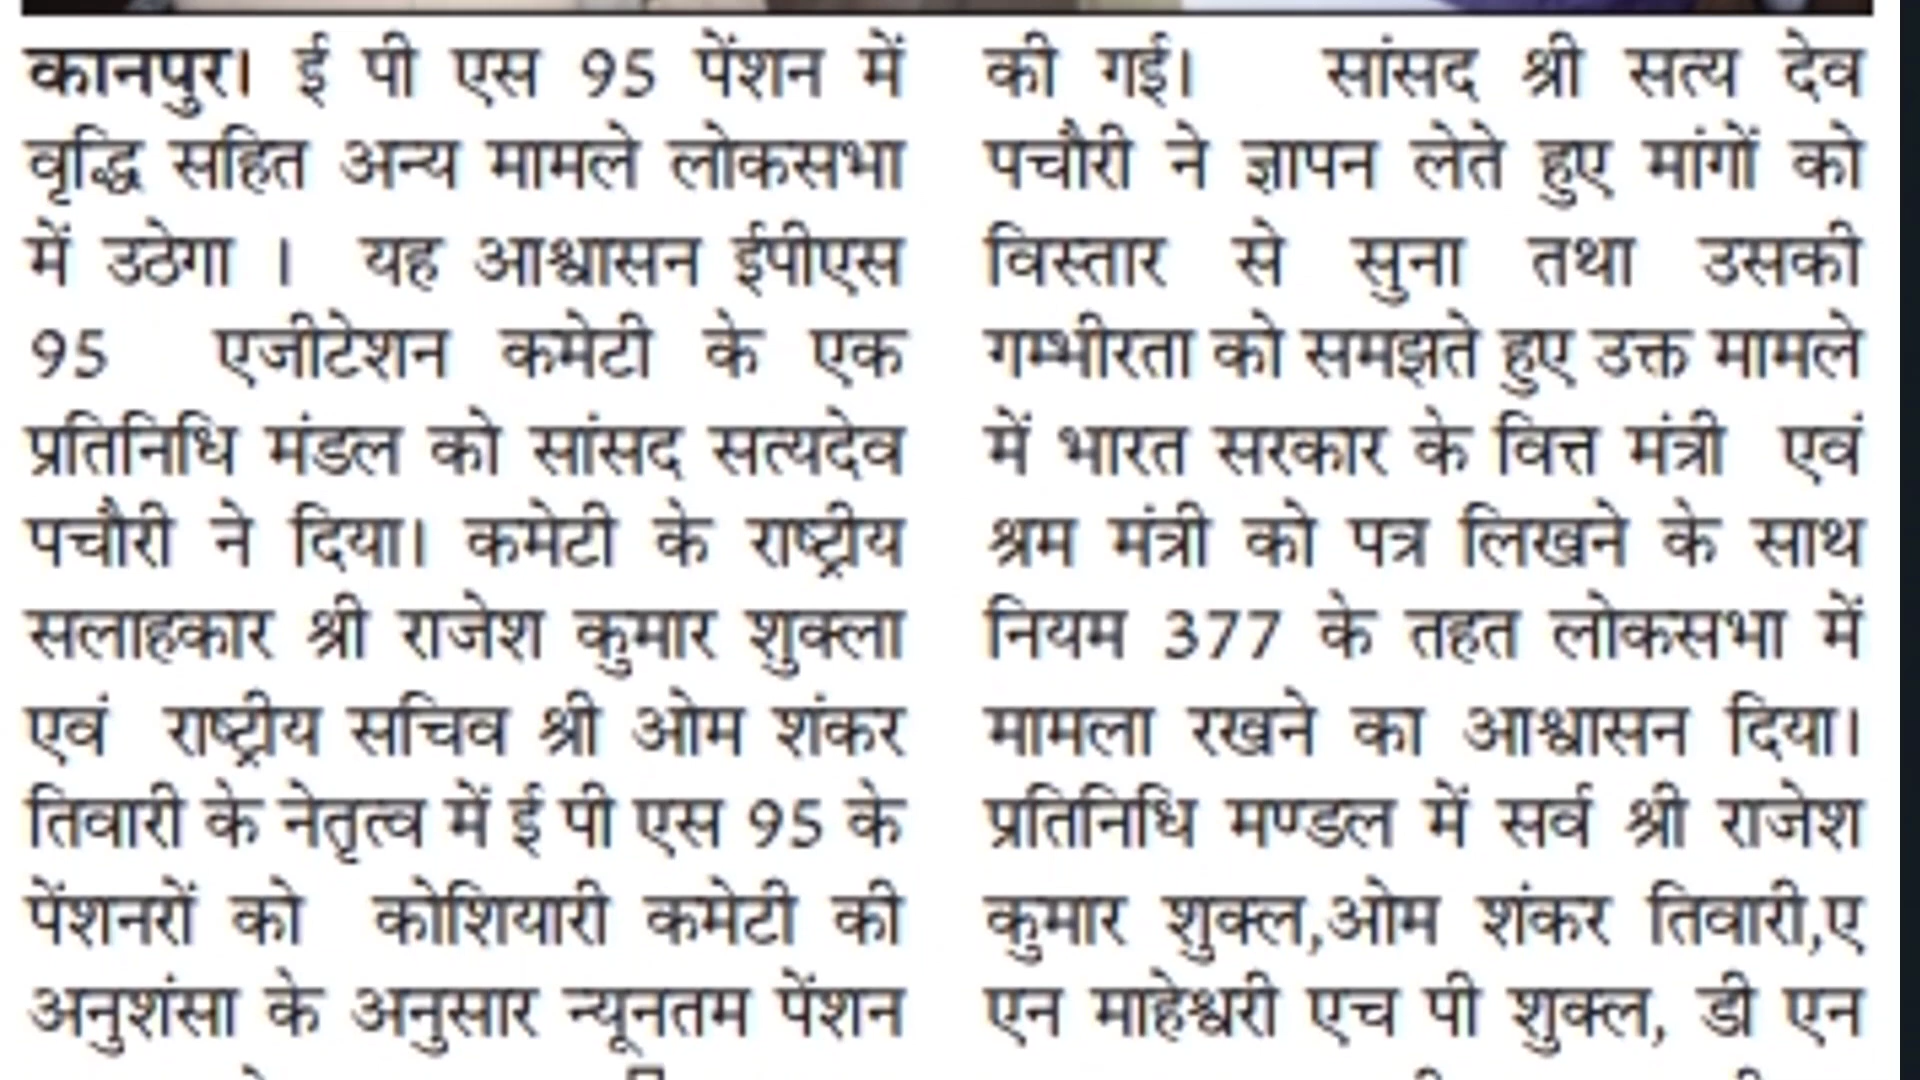 कानपुर। ई पी एस 95 पेंशन में
वृद्धि सहित अन्य मामले लोकसभा
में उठेगा । यह आश्वासन ईपीएस
95 एजीटेशन कमेटी के एक
प्रतिनिधि मंडल को सांसद सत्यदेव
पचौरी ने दिया। कमेटी के राष्ट्रीय
सलाहकार श्री राजेश कुमार शुक्ला
एवं राष्ट्रीय सचिव श्री ओम शंकर
तिवारी के नेतृत्व में ई पी एस 95 के
पेंशनरों को कोशियारी कमेटी की
अनुशंसा के अनुसार न्यूनतम पेंशन
की गई। सांसद श्री सत्य देव
पचौरी ने ज्ञापन लेते हुए मांगों को
विस्तार से सुना तथा उसकी
गम्भीरता को समझते हुए उक्त मामले
में भारत सरकार के वित्त मंत्री एवं
श्रम मंत्री को पत्र लिखने के साथ
नियम 377 के तहत लोकसभा में
मामला रखने का आश्वासन दिया।
प्रतिनिधि मण्डल में सर्व श्री राजेश
कुमार शुक्ल,ओम शंकर तिवारी,ए
एन माहेश्वरी एच पी शुक्ल, डी एन